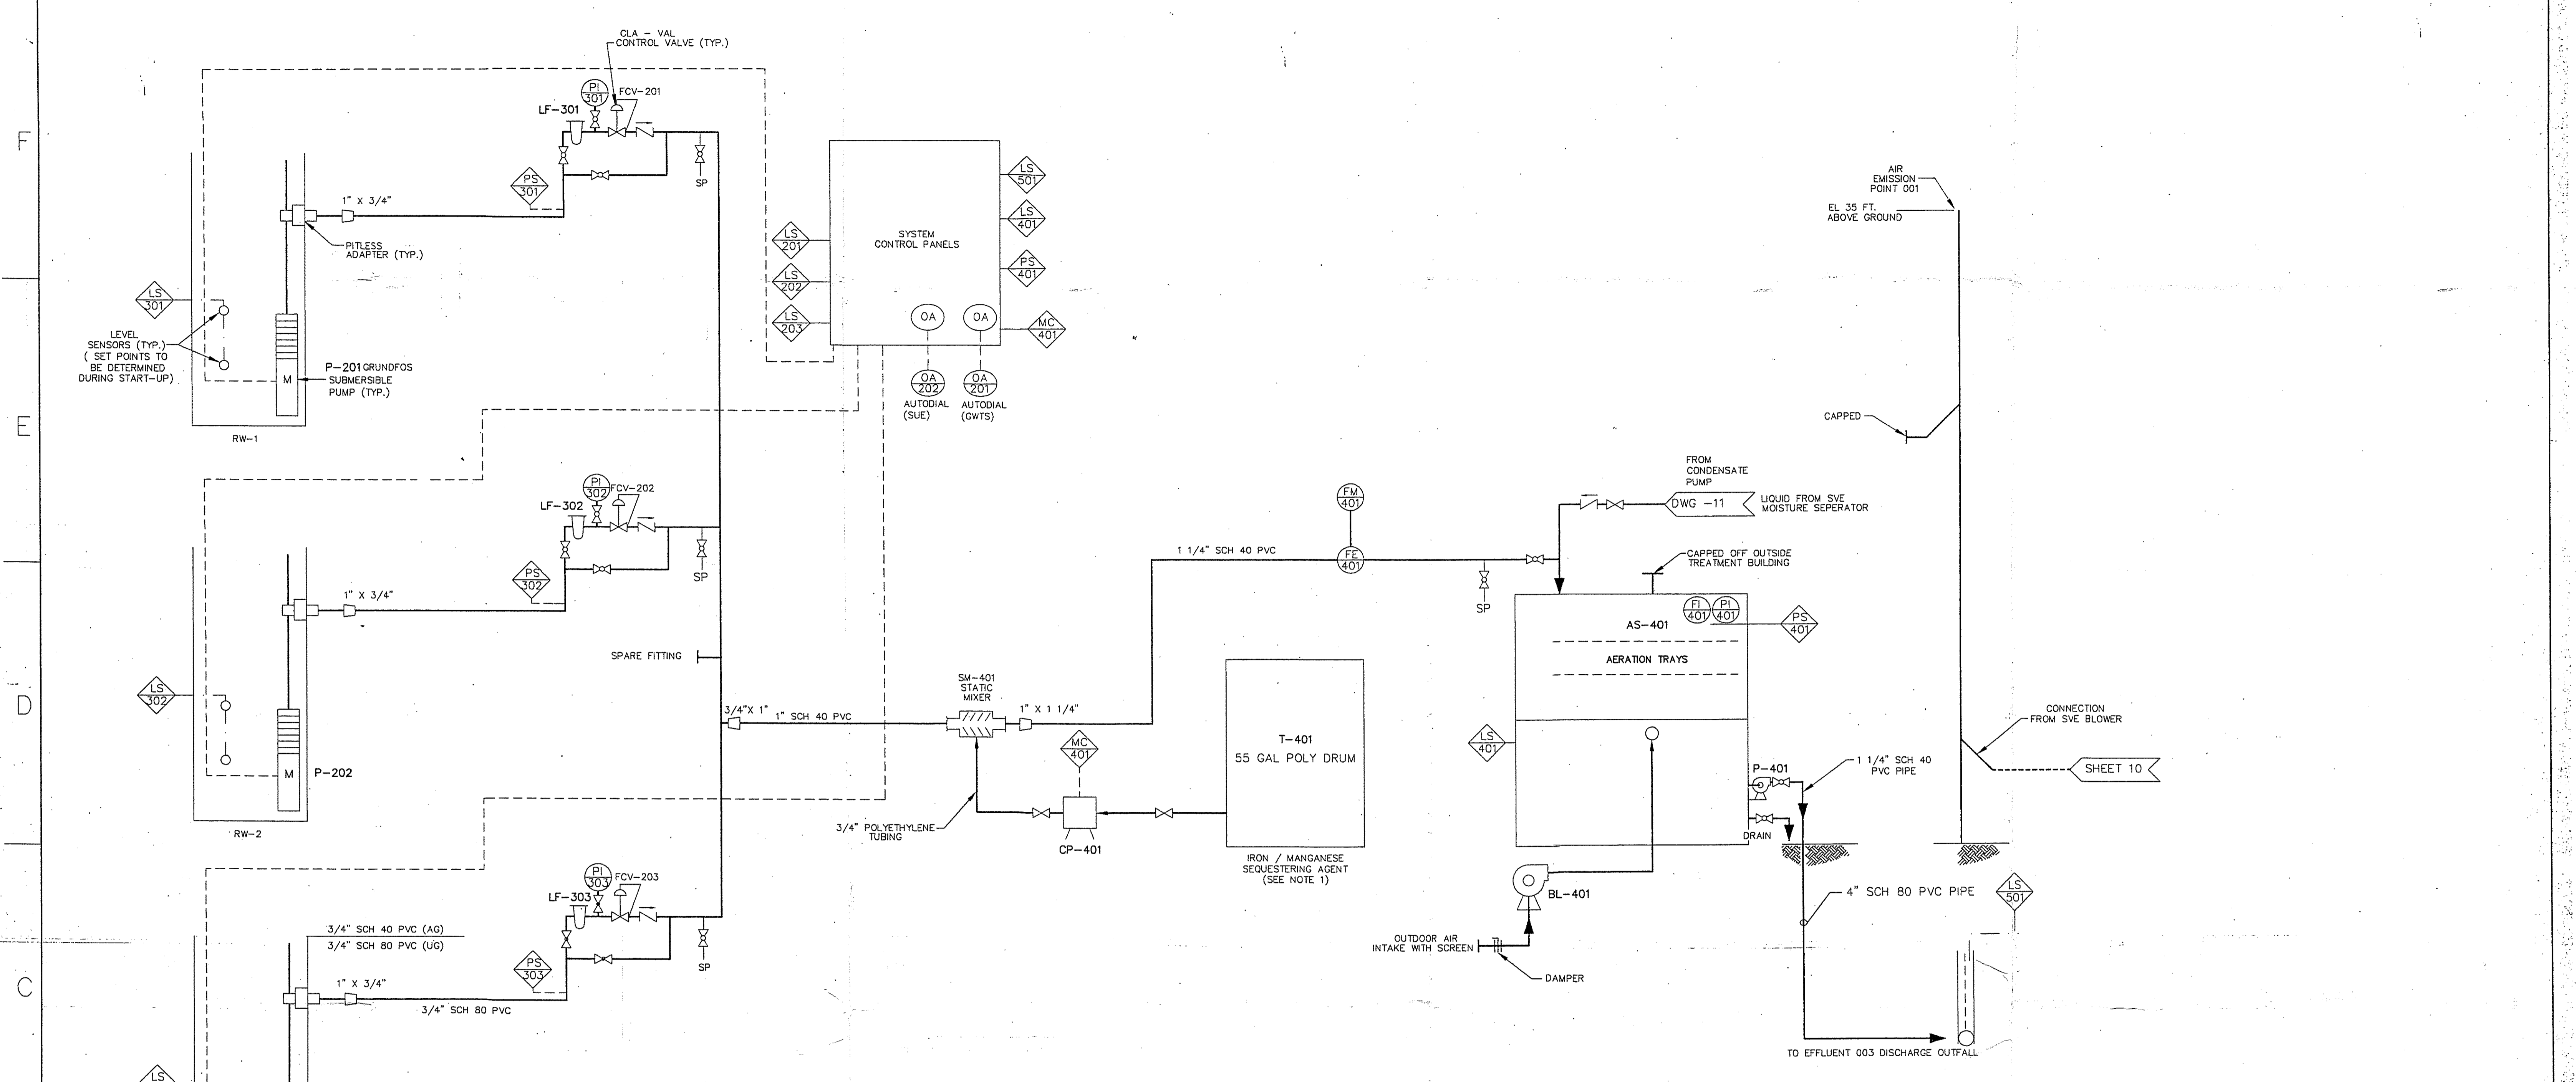 F
E
D
C
CLA - VAL
CONTROL VALVE (TYP.)
PI
301
FCV-201
LF-301
PS
301
SP
1" X 3/4"
PITLESS
ADAPTER (TYP.)
LS
301
LEVEL
SENSORS (TYP.)
( SET POINTS TO
BE DETERMINED
DURING START-UP)
P-201 GRUNDFOS
SUBMERSIBLE
PUMP (TYP.)
M
RW-1
SYSTEM
CONTROL PANELS
LS
201
LS
202
LS
203
LS
501
LS
401
PS
401
MC
401
OA
OA
OA
202
OA
201
AUTODIAL
(SUE)
AUTODIAL
(GWTS)
PI
302
FCV-202
LF-302
PS
302
SP
1" X 3/4"
LS
302
M
P-202
RW-2
SPARE FITTING
3/4"X 1"
1" SCH 40 PVC
SM-401
STATIC
MIXER
1" X 1 1/4"
MC
401
CP-401
3/4" POLYETHYLENE
TUBING
T-401
55 GAL POLY DRUM
IRON / MANGANESE
SEQUESTERING AGENT
(SEE NOTE 1)
1 1/4" SCH 40 PVC
FM
401
FE
401
SP
FROM
CONDENSATE
PUMP
DWG -11
LIQUID FROM SVE
MOISTURE SEPERATOR
CAPPED OFF OUTSIDE
TREATMENT BUILDING
AS-401
FI
401
PI
401
PS
401
AERATION TRAYS
LS
401
P-401
DRAIN
1 1/4" SCH 40
PVC PIPE
BL-401
OUTDOOR AIR
INTAKE WITH SCREEN
DAMPER
4" SCH 80 PVC PIPE
LS
501
TO EFFLUENT 003 DISCHARGE OUTFALL
AIR
EMISSION
POINT 001
EL 35 FT.
ABOVE GROUND
CAPPED
CONNECTION
FROM SVE BLOWER
SHEET 10
PI
303
FCV-203
LF-303
PS
303
SP
3/4" SCH 40 PVC (AG)
3/4" SCH 80 PVC (UG)
1" X 3/4"
3/4" SCH 80 PVC
LS